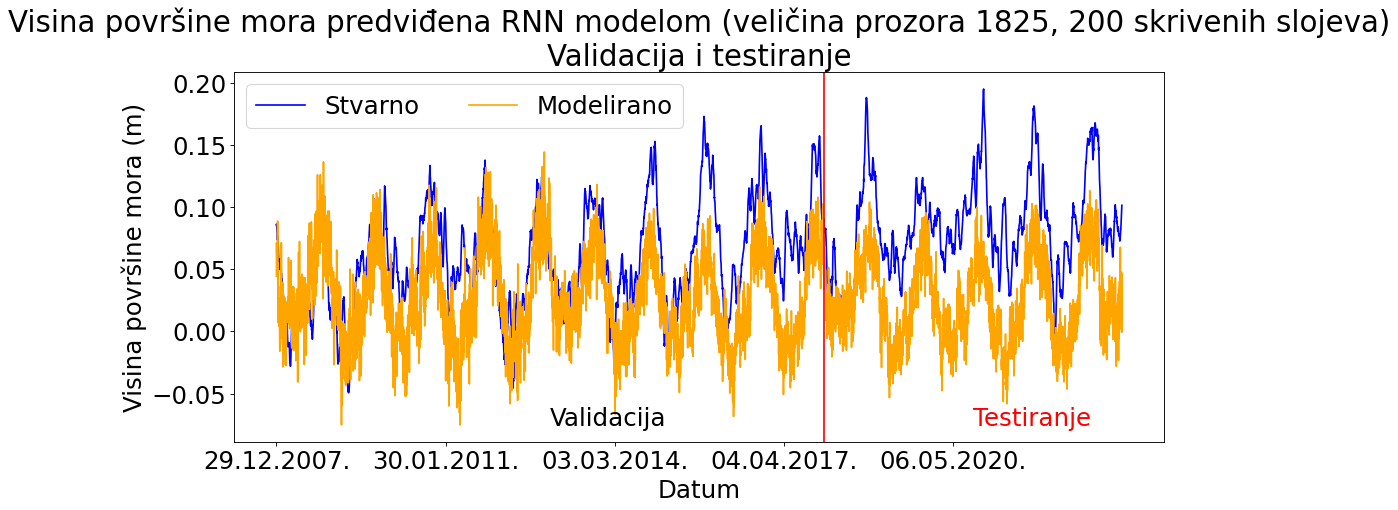 Visina površine mora predviđena RNN modelom (veličina prozora 1825, 200 skrivenih slojeva)
Validacija i testiranje
Stvarno Modelirano
Visina površine mora (m)
0.20
0.15
0.10
0.05
0.00
−0.05
Validacija Testiranje
29.12.2007. 30.01.2011. 03.03.2014. 04.04.2017. 06.05.2020.
Datum